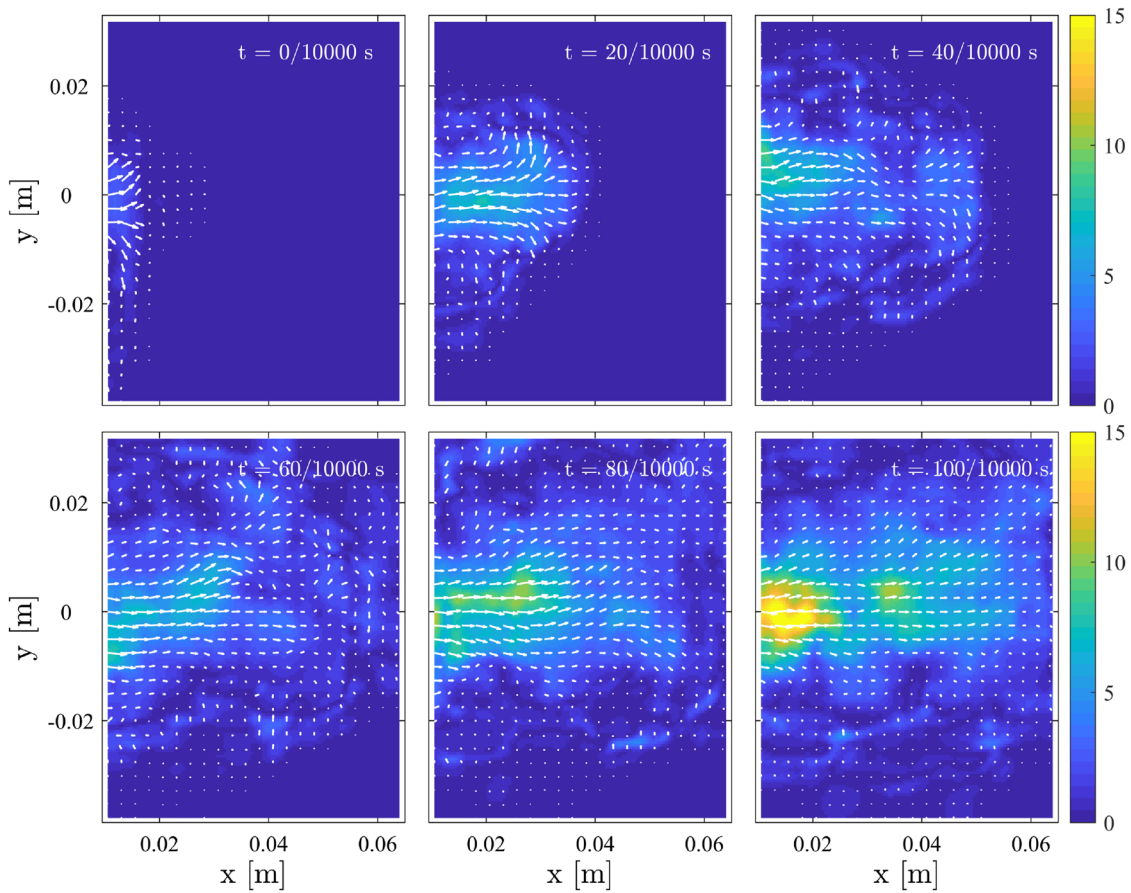 t = 0/10000 s
t = 20/10000 s
t = 40/10000 s
15
10
5
0
0.02
0
-0.02
y [m]
t = 60/10000 s
t = 80/10000 s
t = 100/10000 s
15
10
5
0
0.02
0
-0.02
y [m]
0.02 0.04 0.06
0.02 0.04 0.06
0.02 0.04 0.06
x [m]
x [m]
x [m]